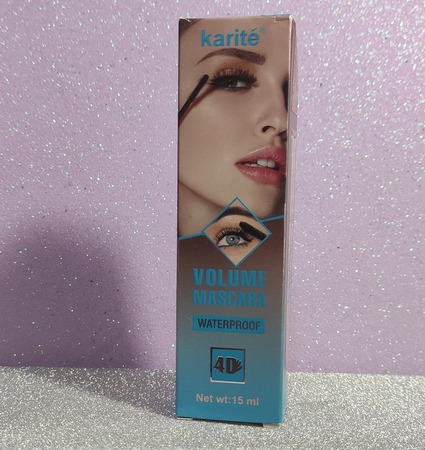 karité®
VOLUME
MASCARA
WATERPROOF
4D
Net wt:15 ml